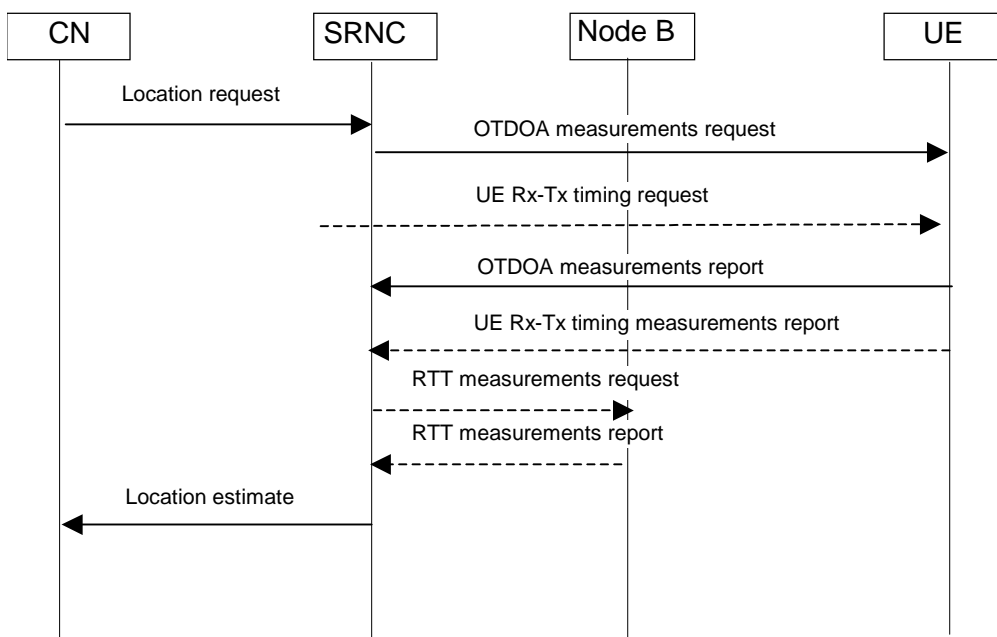 CN
SRNC
Node B
UE
Location request
OTDOA measurements request
UE Rx-Tx timing request
OTDOA measurements report
UE Rx-Tx timing measurements report
RTT measurements request
RTT measurements report
Location estimate